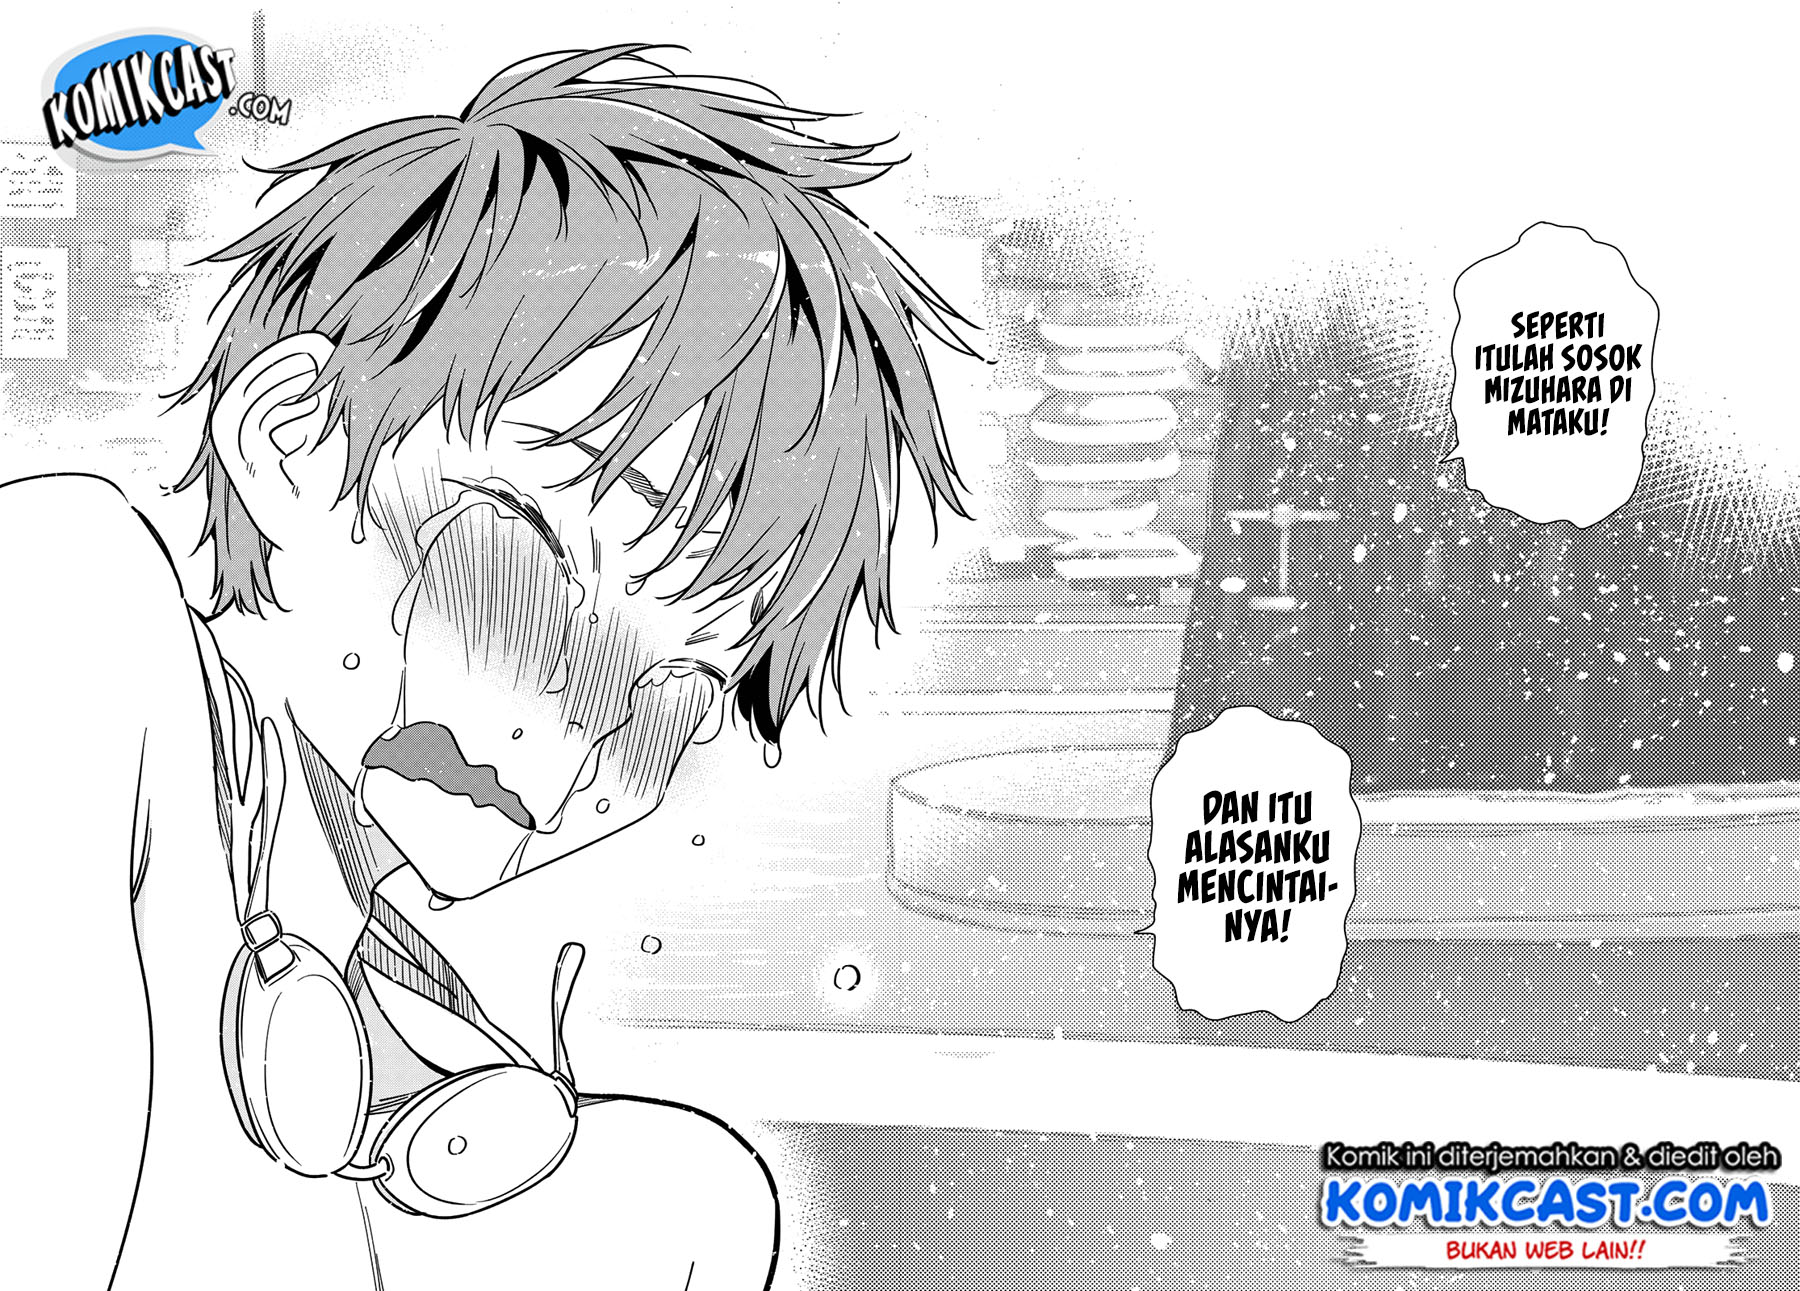 KOMIKCAST
.COM
SEPERTI
ITULAH SOSOK
MIZUHARA DI
MATAKU!
DAN ITU
ALASANKU
MENCINTAI-
NYA!
Komik ini diterjemahkan & diedit oleh
KOMIKCAST.COM
BUKAN WEB LAIN!!